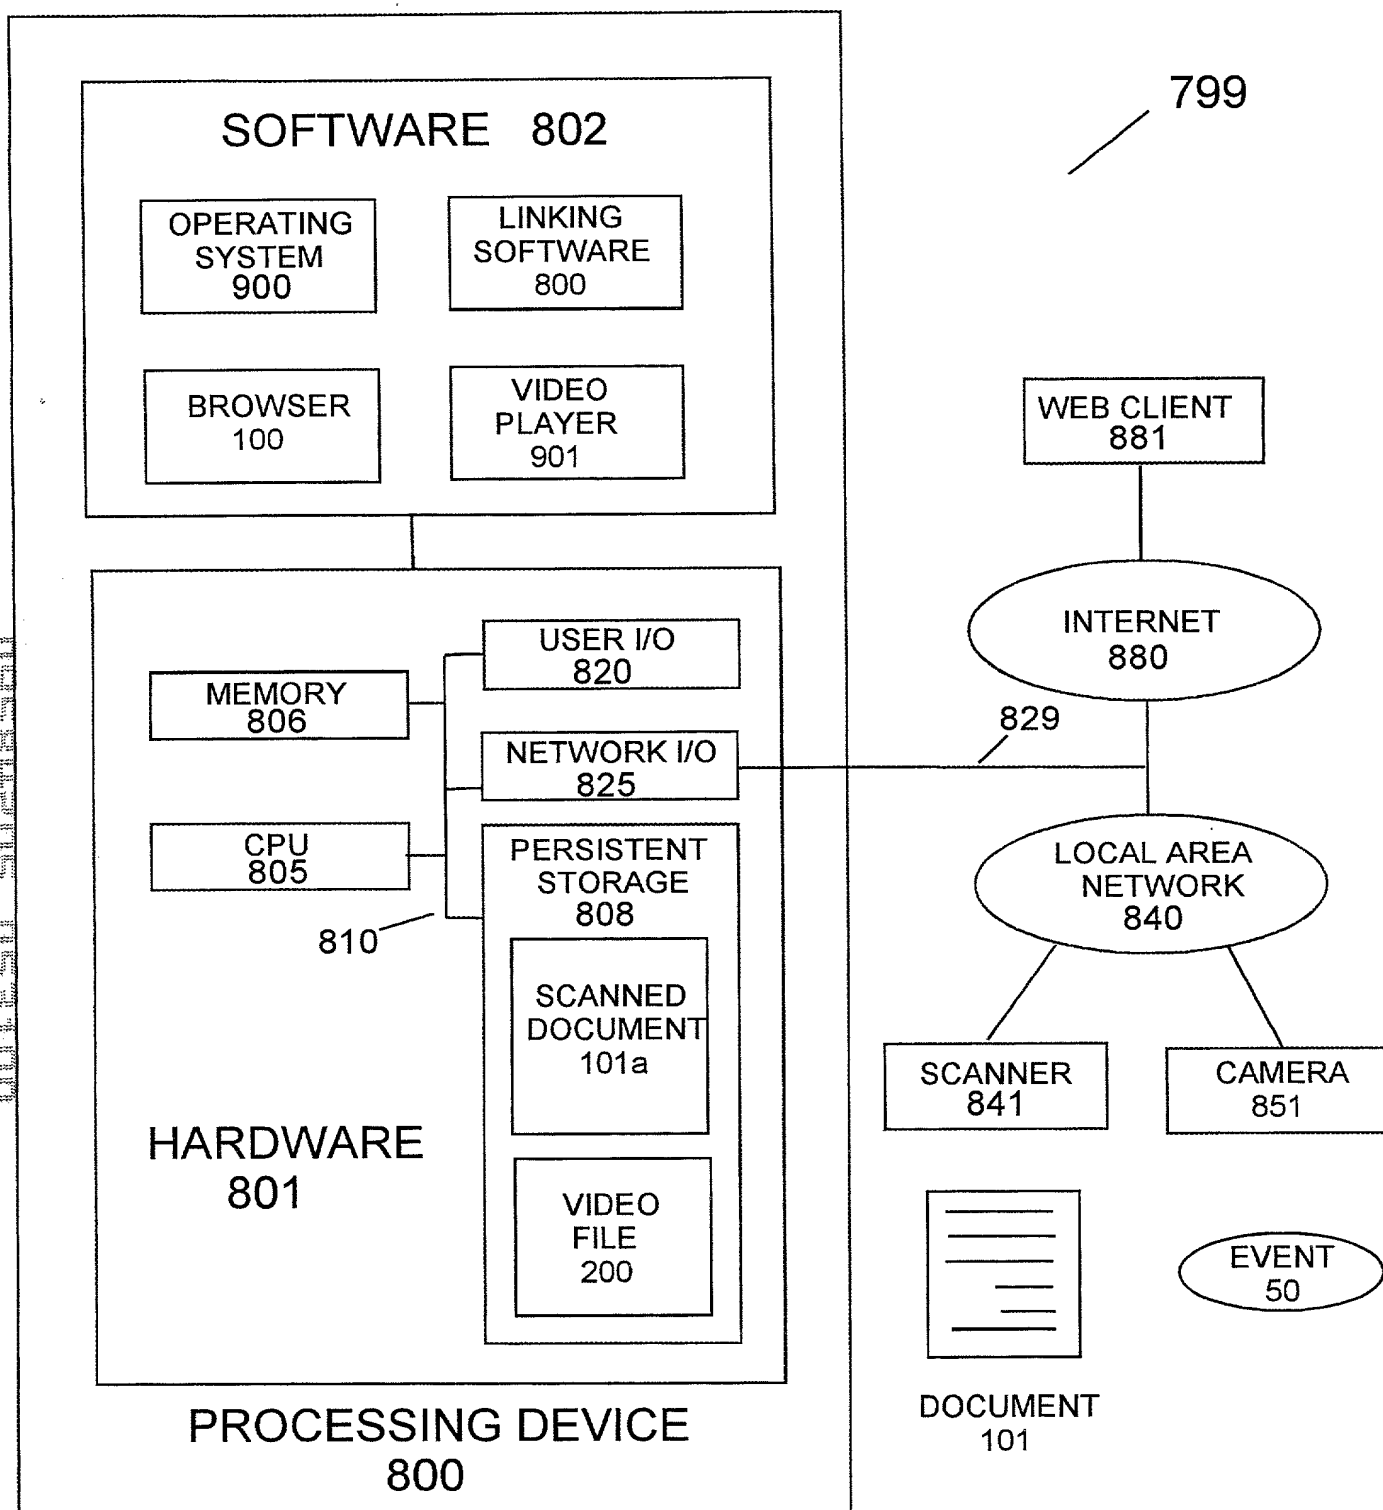 799
SOFTWARE 802
OPERATING
SYSTEM
900
LINKING
SOFTWARE
800
BROWSER
100
VIDEO
PLAYER
901
WEB CLIENT
881
INTERNET
880
829
LOCAL AREA
NETWORK
840
USER I/O
820
MEMORY
806
NETWORK I/O
825
CPU
805
810
PERSISTENT
STORAGE
808
SCANNED
DOCUMENT
101a
VIDEO
FILE
200
HARDWARE
801
SCANNER
841
CAMERA
851
EVENT
50
DOCUMENT
101
PROCESSING DEVICE
800